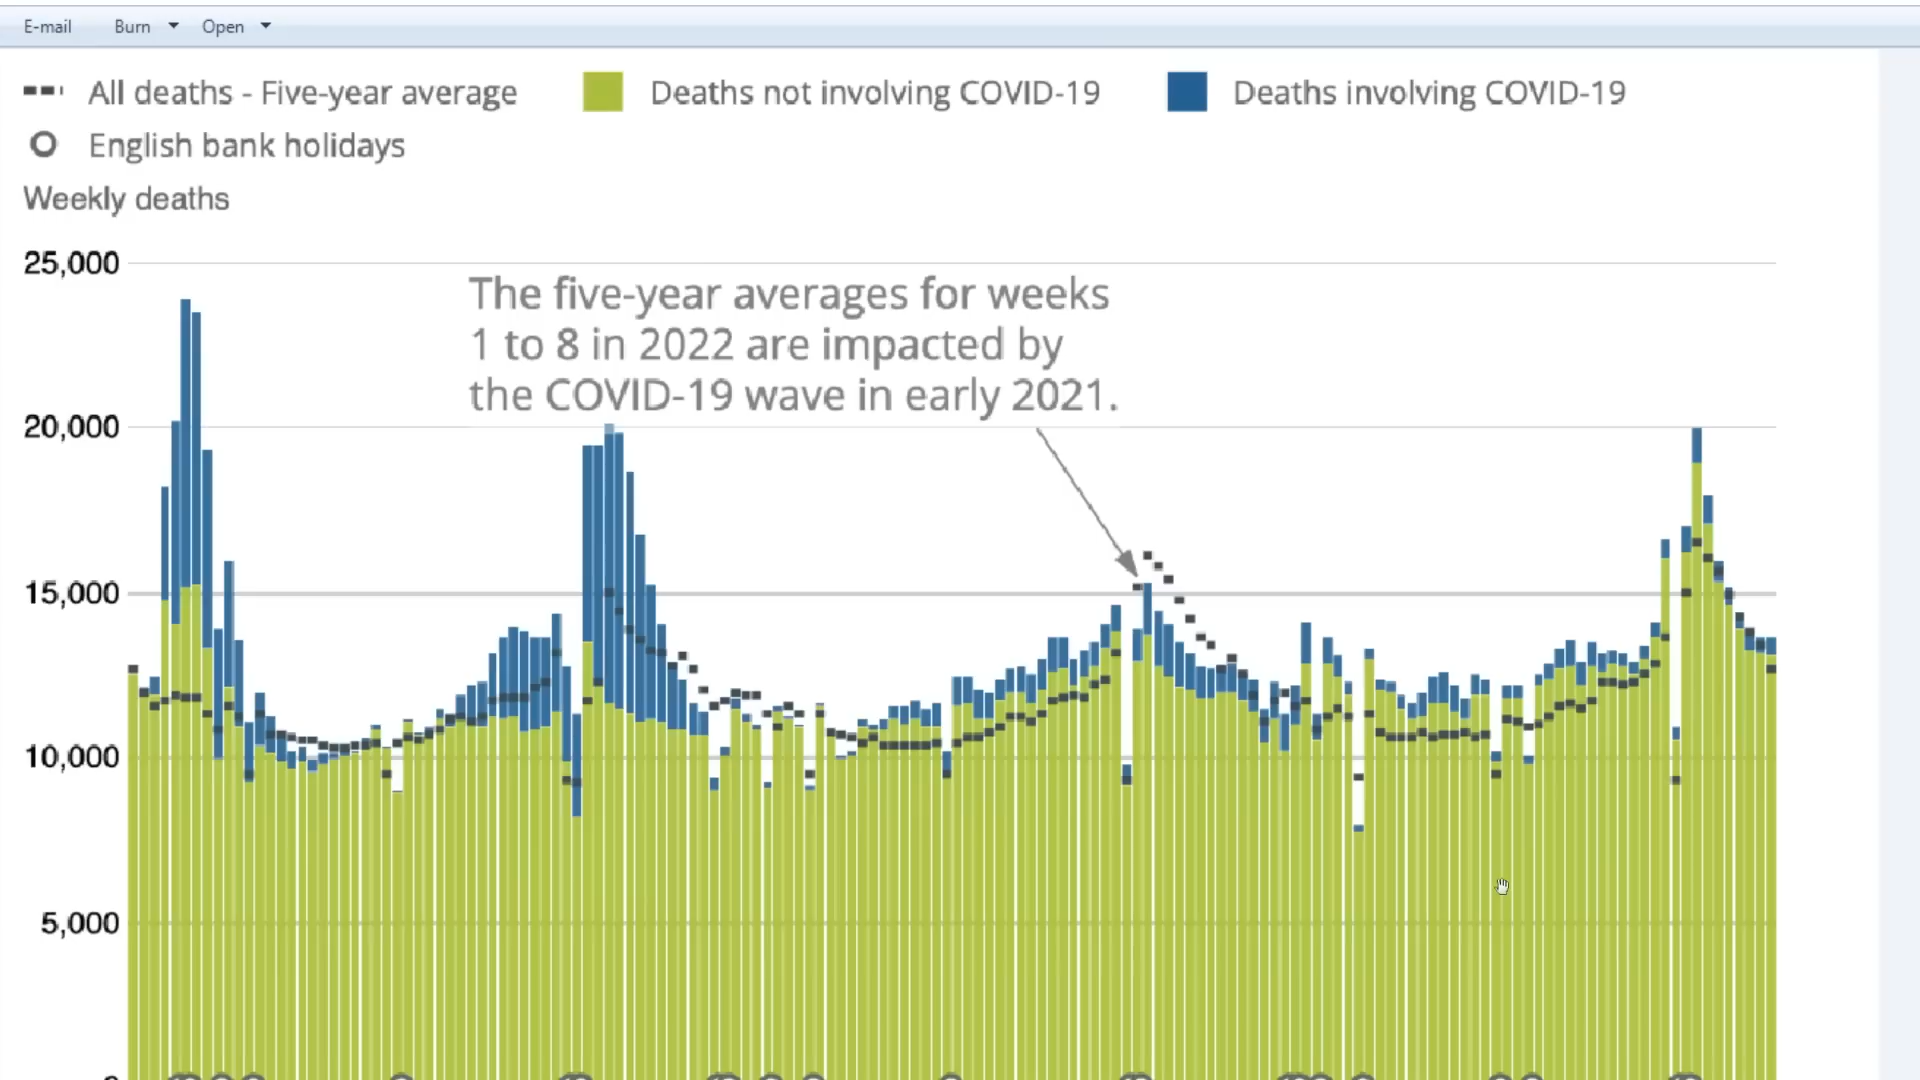 E-mail Burn Open
All deaths - Five-year average Deaths not involving COVID-19 Deaths involving COVID-19
English bank holidays
Weekly deaths
25,000
The five-year averages for weeks
1 to 8 in 2022 are impacted by
the COVID-19 wave in early 2021.
20,000
15,000
10,000
5,000